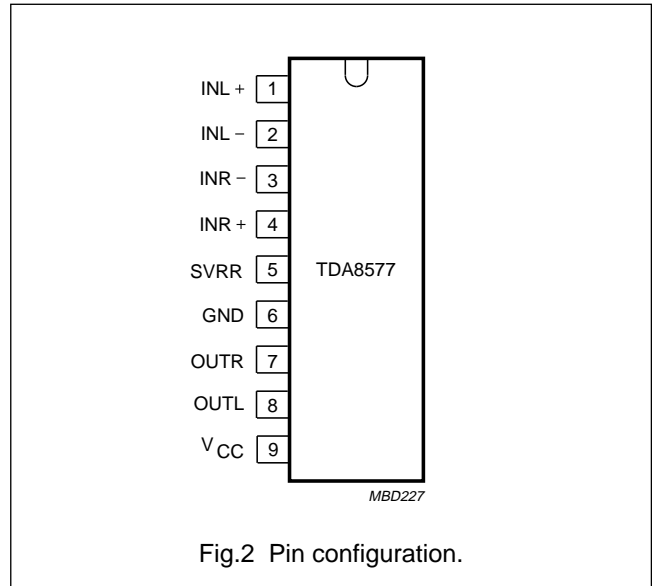 INL + 1
INL − 2
INR − 3
INR + 4
SVRR 5 TDA8577
GND 6
OUTR 7
OUTL 8
VCC 9
MBD227
Fig.2 Pin configuration.